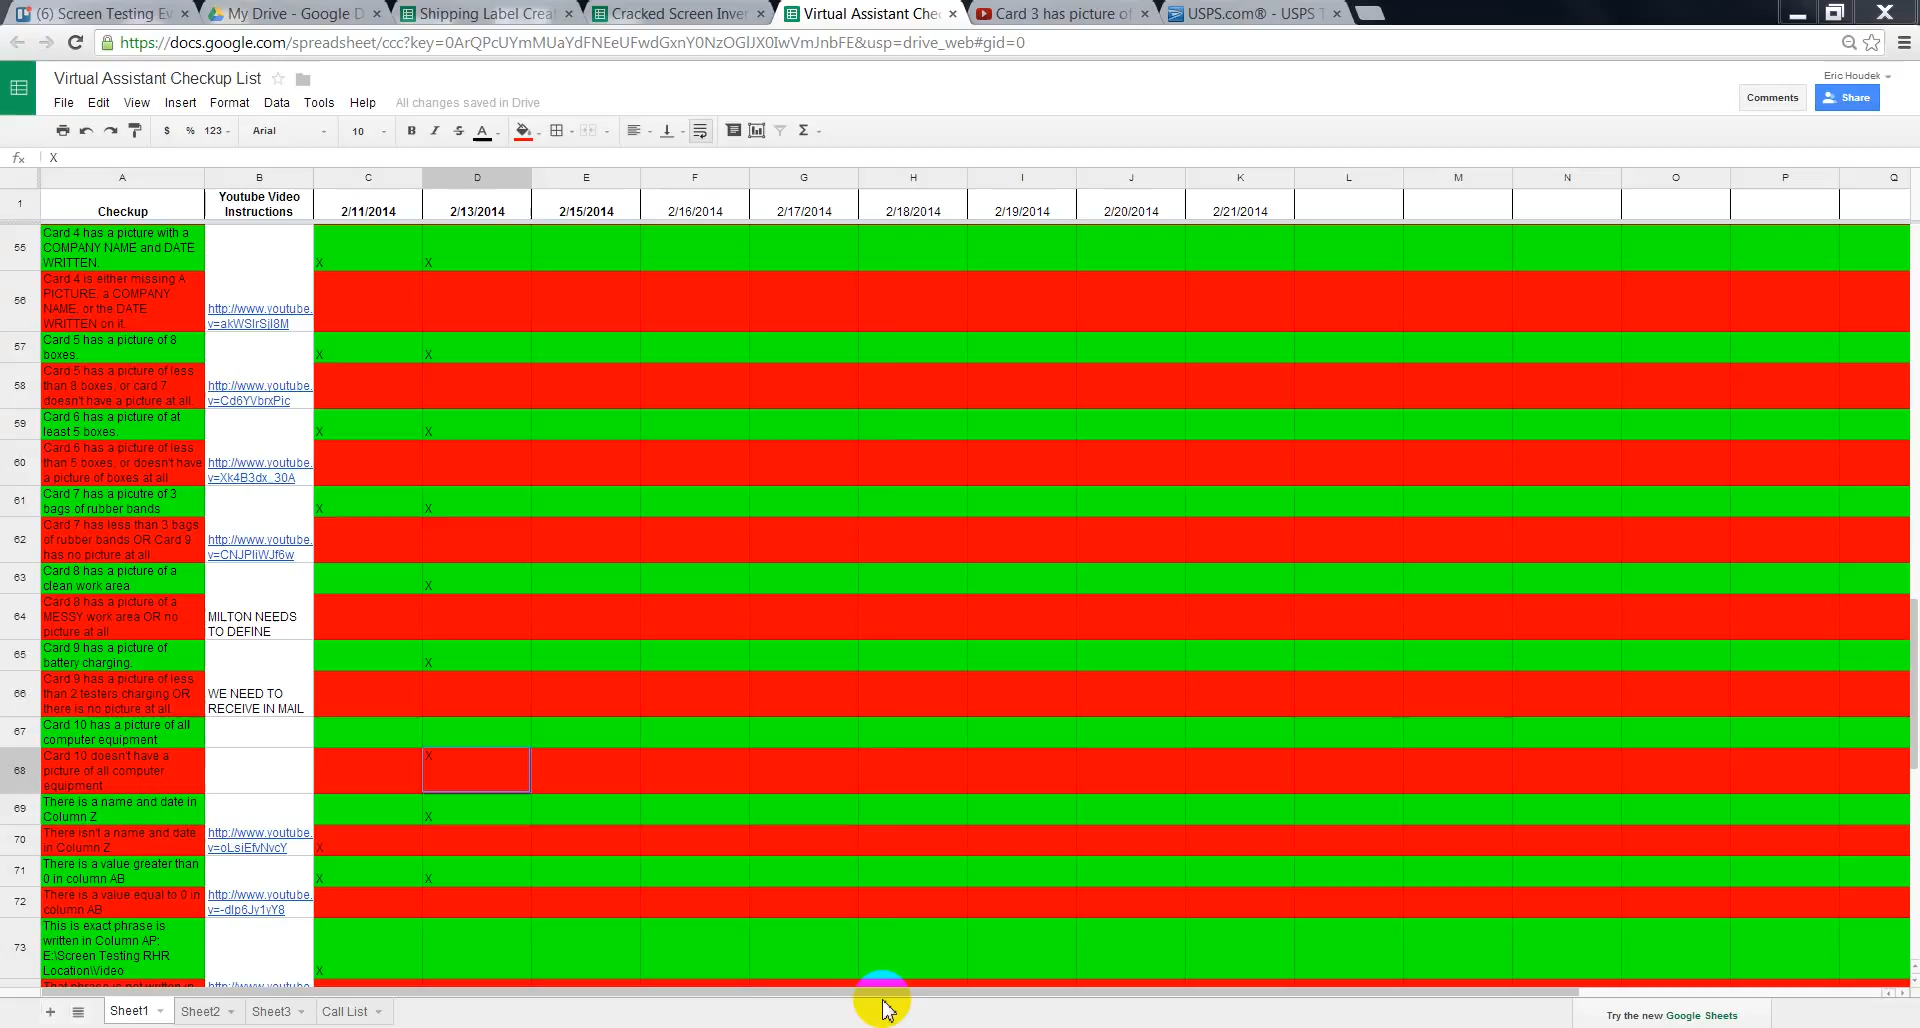 (6) Screen Testing Ev
My Drive - Google D
Shipping Label Crea
Cracked Screen Inver
Virtual Assistant Che
Card 3 has picture of
USPS.com® - USPS T
https://docs.google.com/spreadsheet/ccc?key=0ArQPcUYmMUaYdFNEeUFwdGxnY0NzOGlJX0IwVmJnbFE&usp=drive_web#gid=0
Virtual Assistant Checkup List
Eric Houdek
File Edit View Insert Format Data Tools Help All changes saved in Drive
Comments
Share
$ % 123 Arial 10 B I S A Σ
fx X
A B C D E F G H I J K L M N O P Q
1
Checkup
Youtube Video
Instructions
2/11/2014 2/13/2014 2/15/2014 2/16/2014 2/17/2014 2/18/2014 2/19/2014 2/20/2014 2/21/2014
55
Card 4 has a picture with a
COMPANY NAME and DATE
WRITTEN.
X X
56
Card 4 is either missing A
PICTURE, a COMPANY
NAME, or the DATE
WRITTEN on it.
http://www.youtube.
v=akWSIrSjI8M
57
Card 5 has a picture of 8
boxes.
X X
58
Card 5 has a picture of less
than 8 boxes, or card 7
doesn't have a picture at all.
http://www.youtube.
v=Cd6YVbrxPic
59
Card 6 has a picture of at
least 5 boxes.
X X
60
Card 6 has a picture of less
than 5 boxes, or doesn't have
a picture of boxes at all
http://www.youtube.
v=Xk4B3dx_30A
61
Card 7 has a picutre of 3
bags of rubber bands
X X
62
Card 7 has less than 3 bags
of rubber bands OR Card 9
has no picture at all
http://www.youtube.
v=CNJPIiWJf6w
63
Card 8 has a picture of a
clean work area
X
64
Card 8 has a picture of a
MESSY work area OR no
picture at all
MILTON NEEDS
TO DEFINE
65
Card 9 has a picture of
battery charging.
X
66
Card 9 has a picture of less
than 2 testers charging OR
there is no picture at all
WE NEED TO
RECEIVE IN MAIL
67
Card 10 has a picture of all
computer equipment
68
Card 10 doesn't have a
picture of all computer
equipment
X
69
There is a name and date in
Column Z
X
70
There isn't a name and date
in Column Z
http://www.youtube.
v=oLsiEfvNvcY
X
71
There is a value greater than
0 in column AB
X X
72
There is a value equal to 0 in
column AB
http://www.youtube.
v=-dIp6Jy1yY8
73
This is exact phrase is
written in Column AP:
E:\Screen Testing RHR
Location\Video
X
That phrase is not written in
http://www.youtube.
+ Sheet1 Sheet2 Sheet3 Call List
Try the new Google Sheets